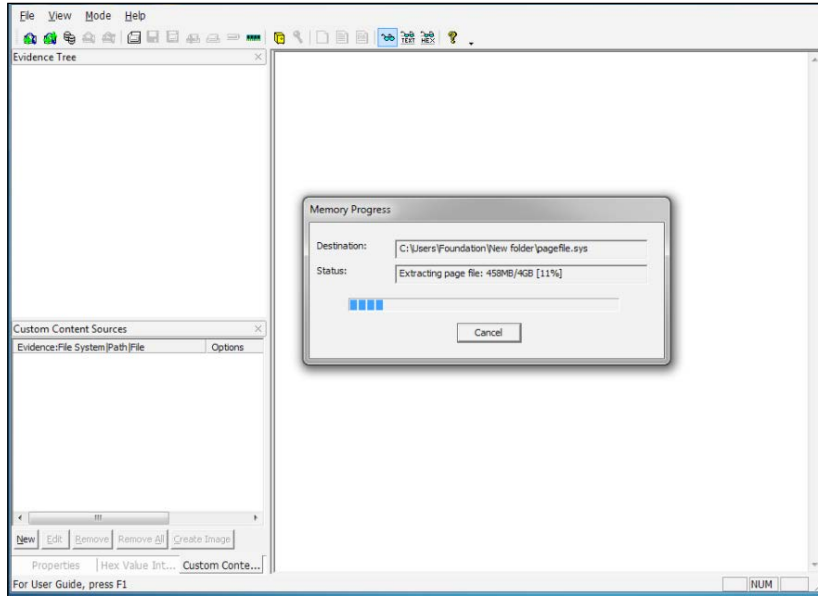 File View Mode Help
TEXT HEX
Evidence Tree
Memory Progress
Destination: C:\Users\Foundation\New folder\pagefile.sys
Status: Extracting page file: 458MB/4GB [11%]
Cancel
Custom Content Sources
Evidence:File System|Path|File Options
New Edit Remove Remove All Create Image
Properties Hex Value Int... Custom Conte...
For User Guide, press F1 NUM